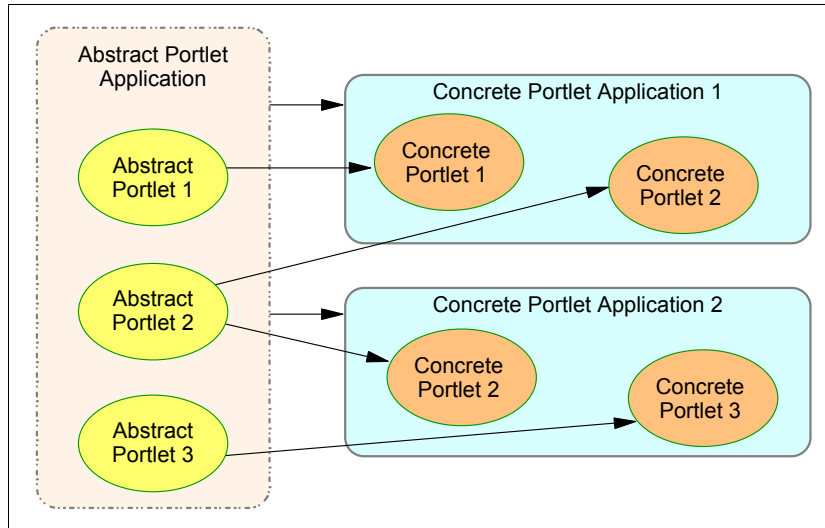 Abstract Portlet
Application
Abstract
Portlet 1
Abstract
Portlet 2
Abstract
Portlet 3
Concrete Portlet Application 1
Concrete
Portlet 1
Concrete
Portlet 2
Concrete Portlet Application 2
Concrete
Portlet 2
Concrete
Portlet 3